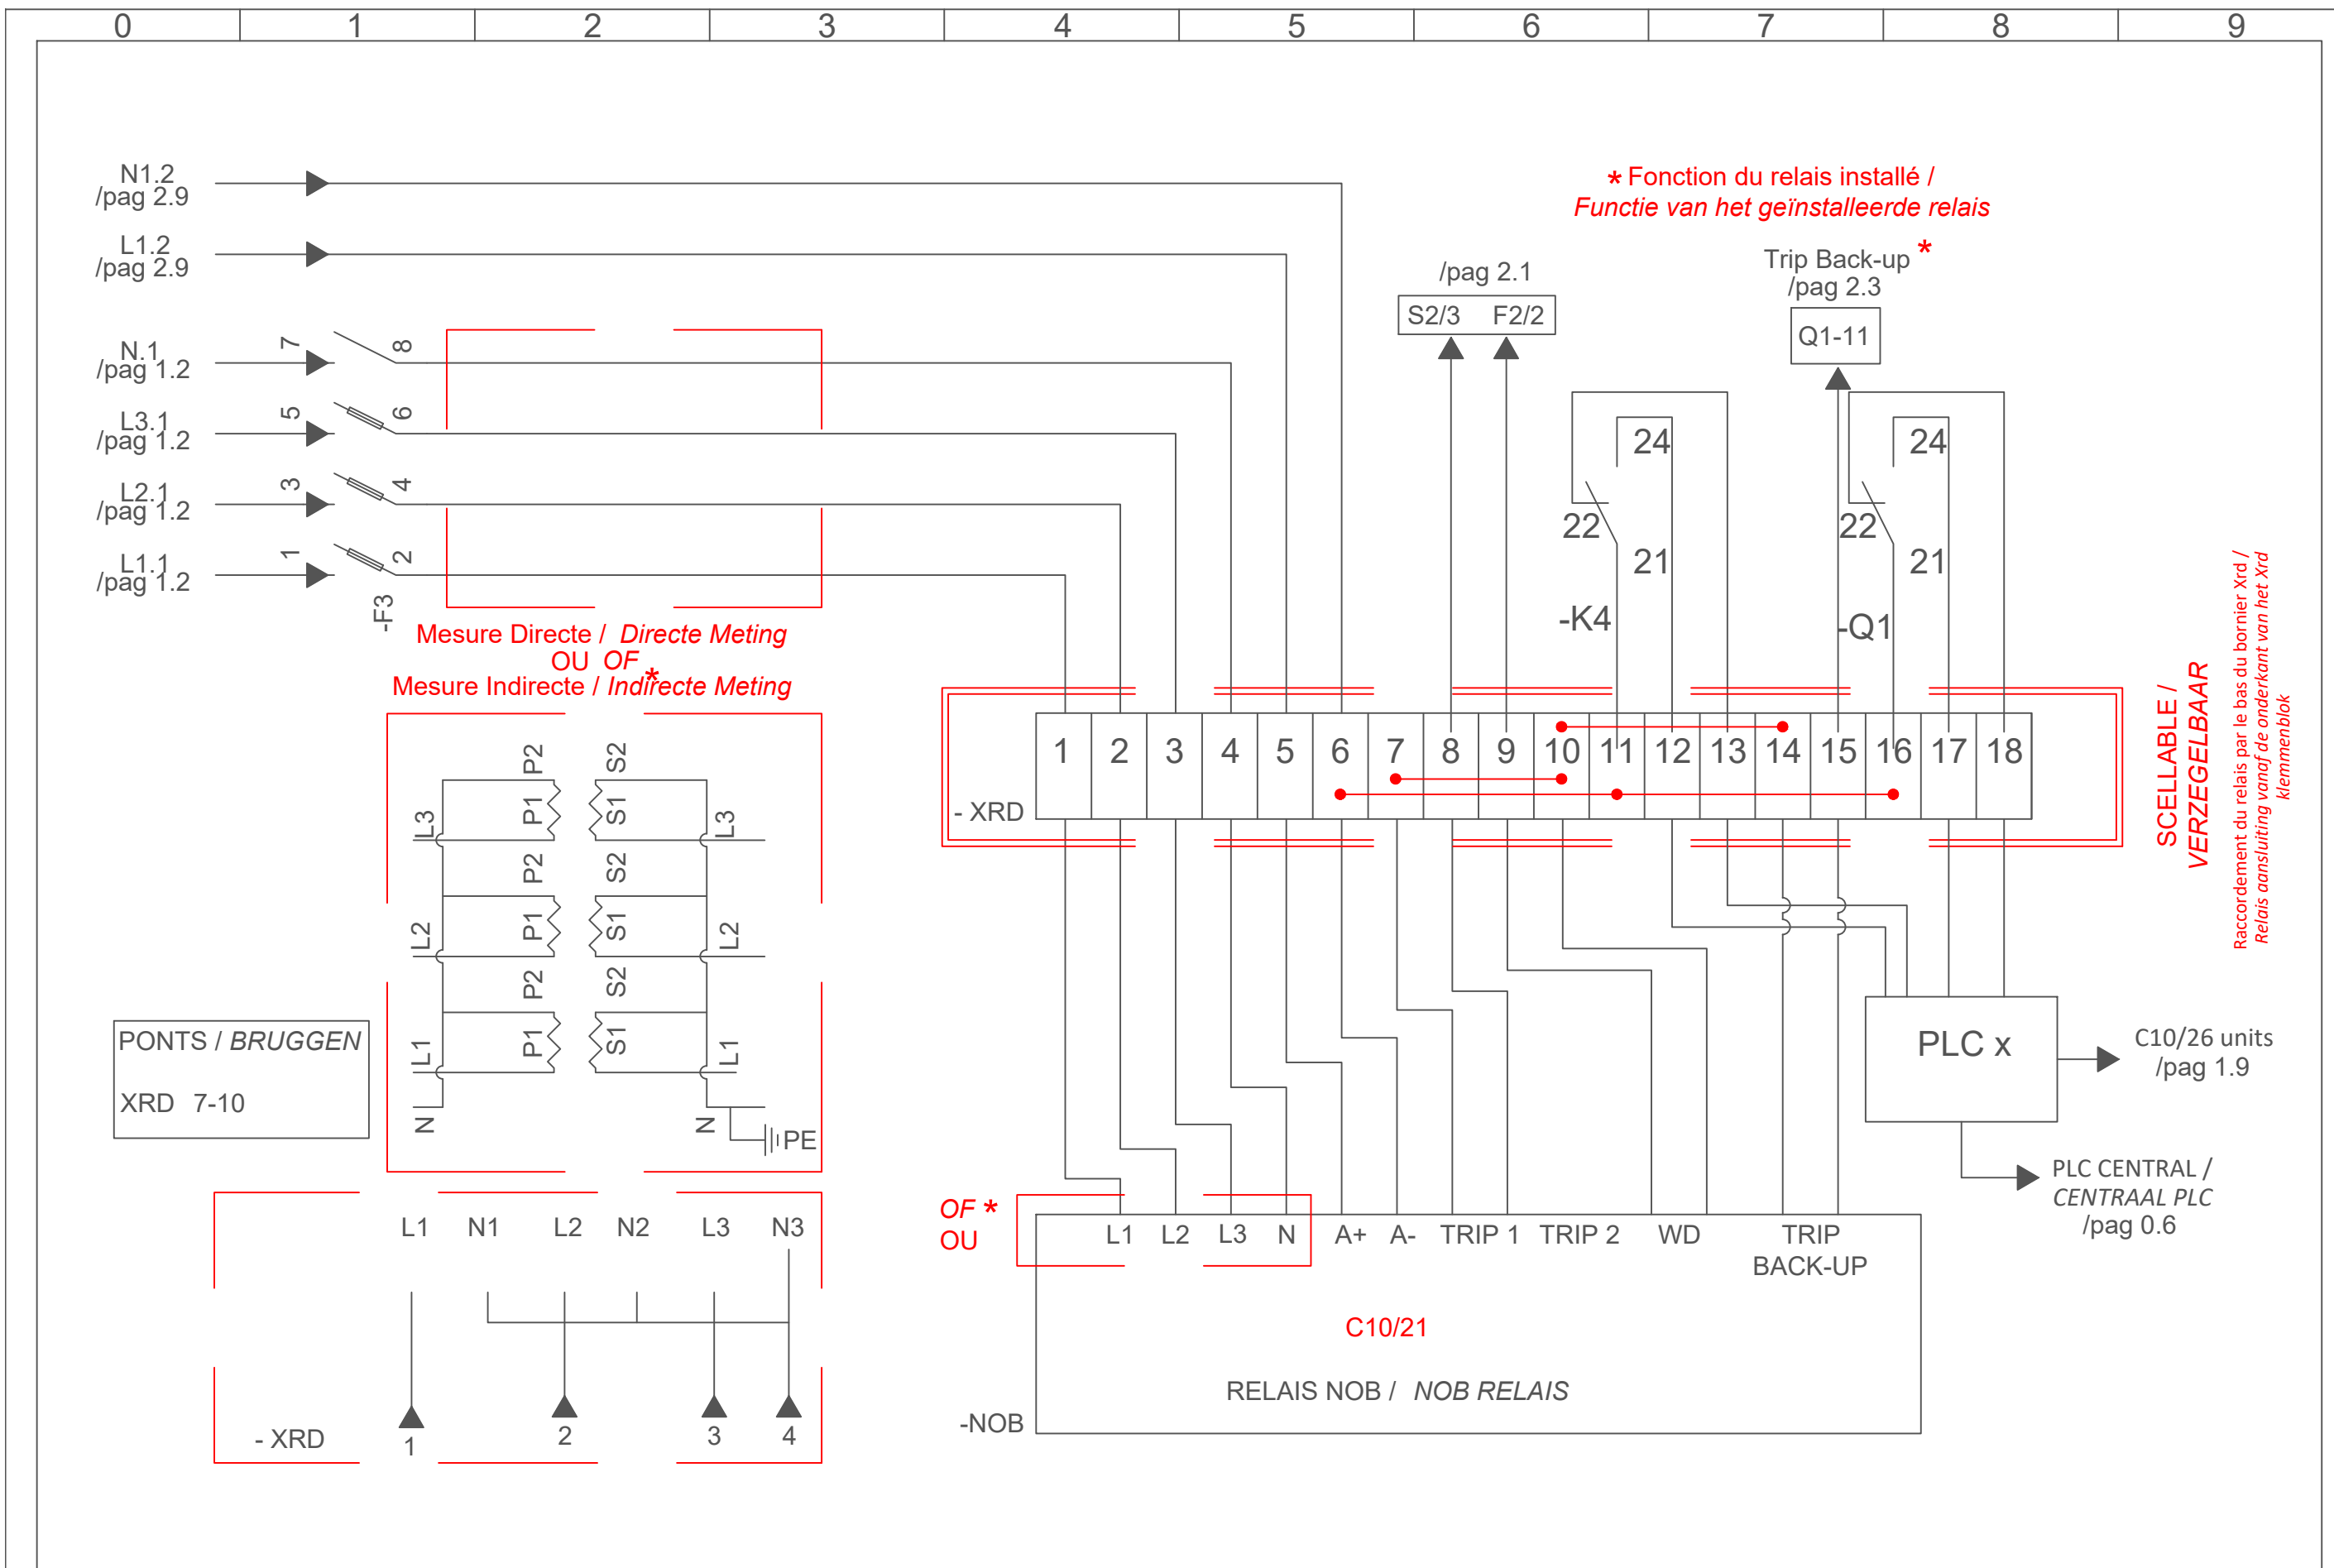 0 1 2 3 4 5 6 7 8 9
N1.2
/pag 2.9
L1.2
/pag 2.9
N.1
/pag 1.2
7 8
L3.1
/pag 1.2
5 6
L2.1
/pag 1.2
3 4
L1.1
/pag 1.2
1 2
-F3
Mesure Directe / Directe Meting
OU OF
*
Mesure Indirecte / Indirecte Meting
* Fonction du relais installé /
Functie van het geïnstalleerde relais
/pag 2.1
S2/3 F2/2
Trip Back-up *
/pag 2.3
Q1-11
24
22
21
-K4
24
22
21
-Q1
- XRD
1 2 3 4 5 6 7 8 9 10 11 12 13 14 15 16 17 18
SCELLABLE /
VERZEGELBAAR
Raccordement du relais par le bas du bornier Xrd /
Relais aansluiting vanaf de onderkant van het Xrd
klemmenblok
L3 P1 P2 S1 S2 L3
L2 P1 P2 S1 S2 L2
L1 P1 P2 S1 S2 L1
N N
PE
PONTS / BRUGGEN
XRD 7-10
L1 N1 L2 N2 L3 N3
- XRD
1 2 3 4
PLC x
C10/26 units
/pag 1.9
PLC CENTRAL /
CENTRAAL PLC
/pag 0.6
OF *
OU
L1 L2 L3 N A+ A- TRIP 1 TRIP 2 WD TRIP
BACK-UP
C10/21
RELAIS NOB / NOB RELAIS
-NOB